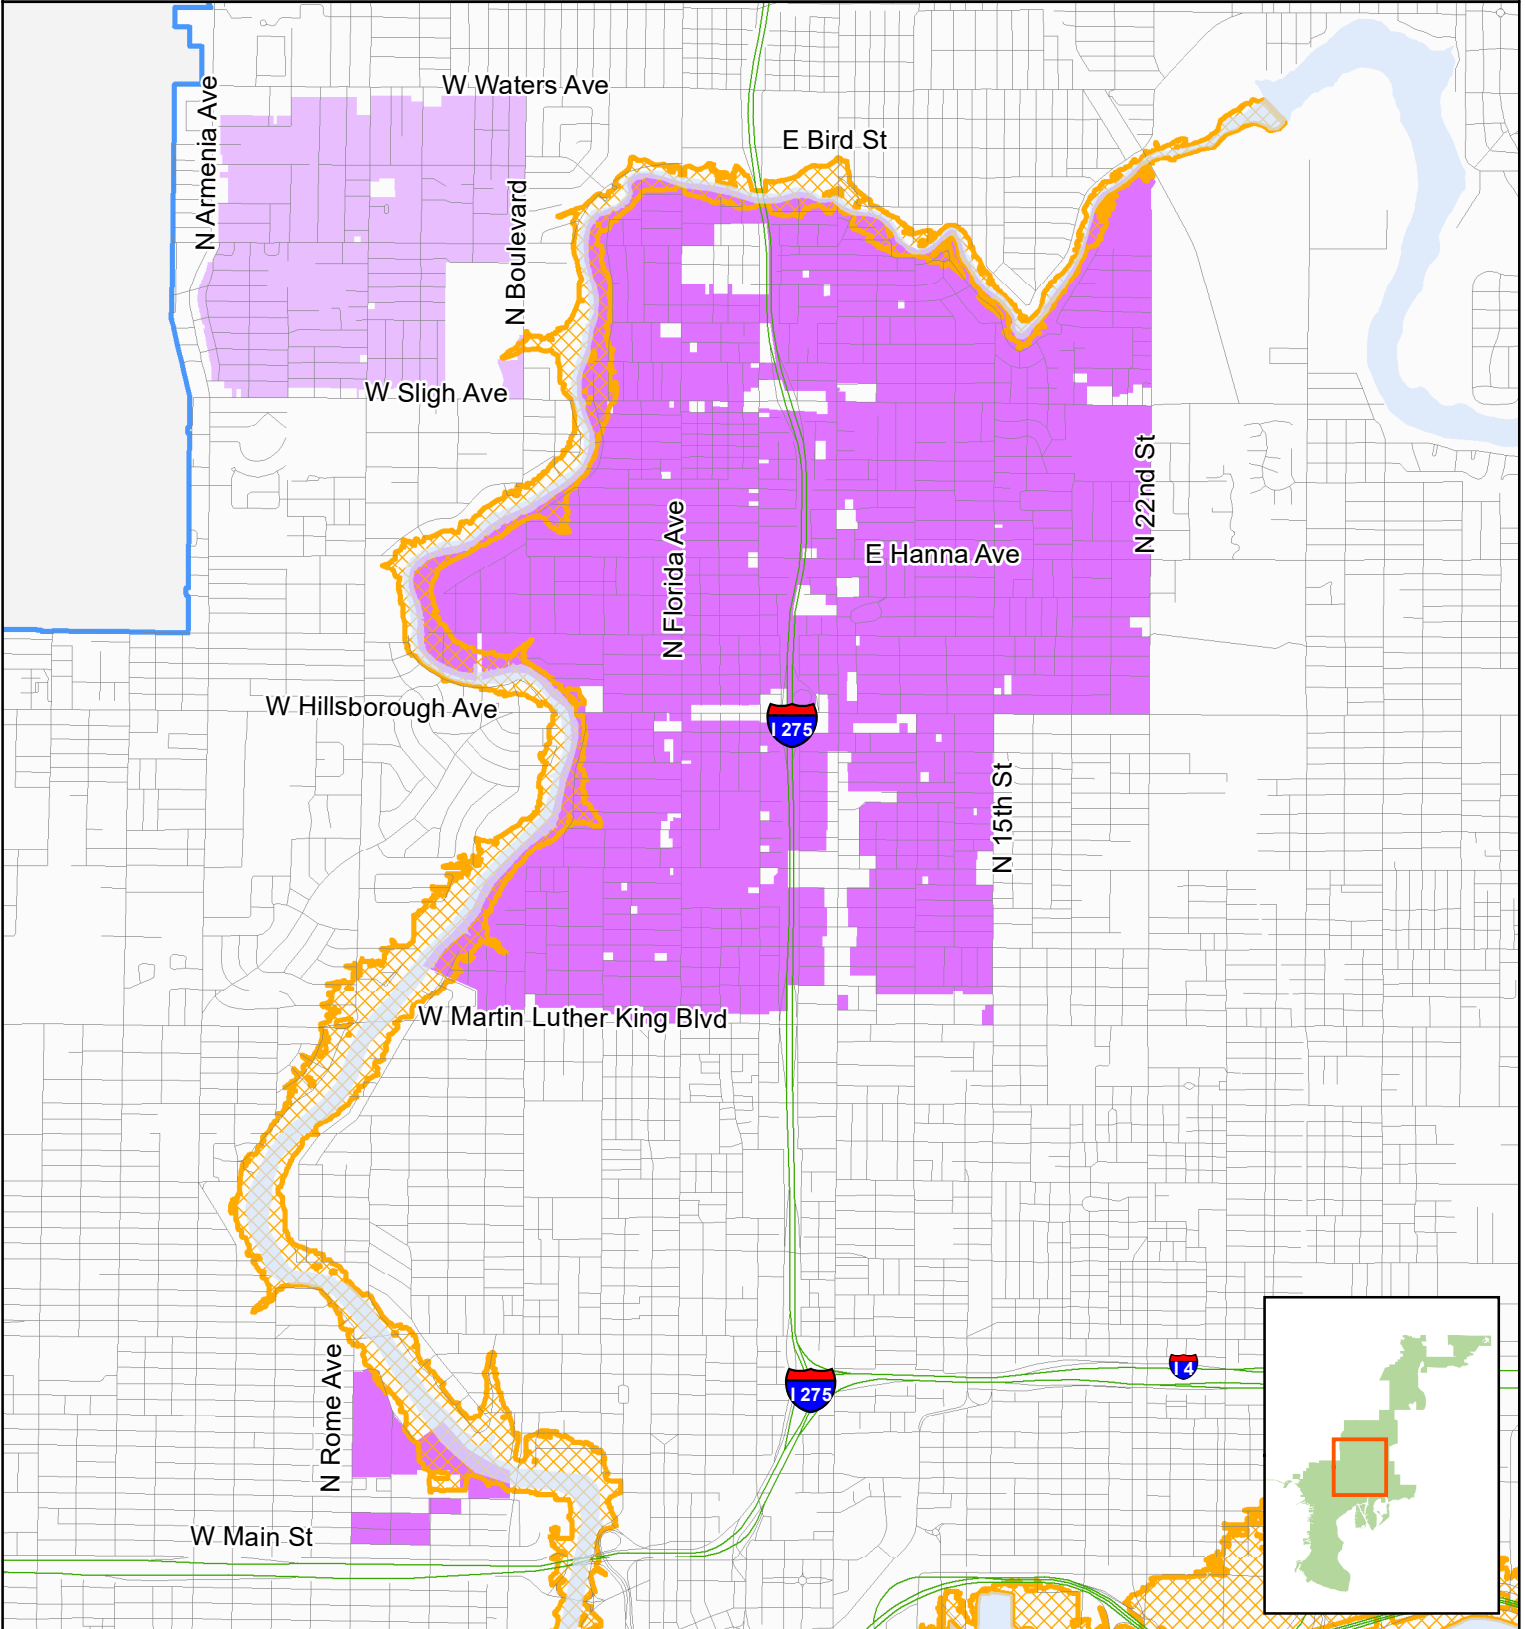 W Waters Ave
N Armenia Ave
E Bird St
N Boulevard
W Sligh Ave
N 22nd St
N Florida Ave
E Hanna Ave
W Hillsborough Ave
I 275
N 15th St
W Martin Luther King Blvd
N Rome Ave
I 275
I 4
W Main St